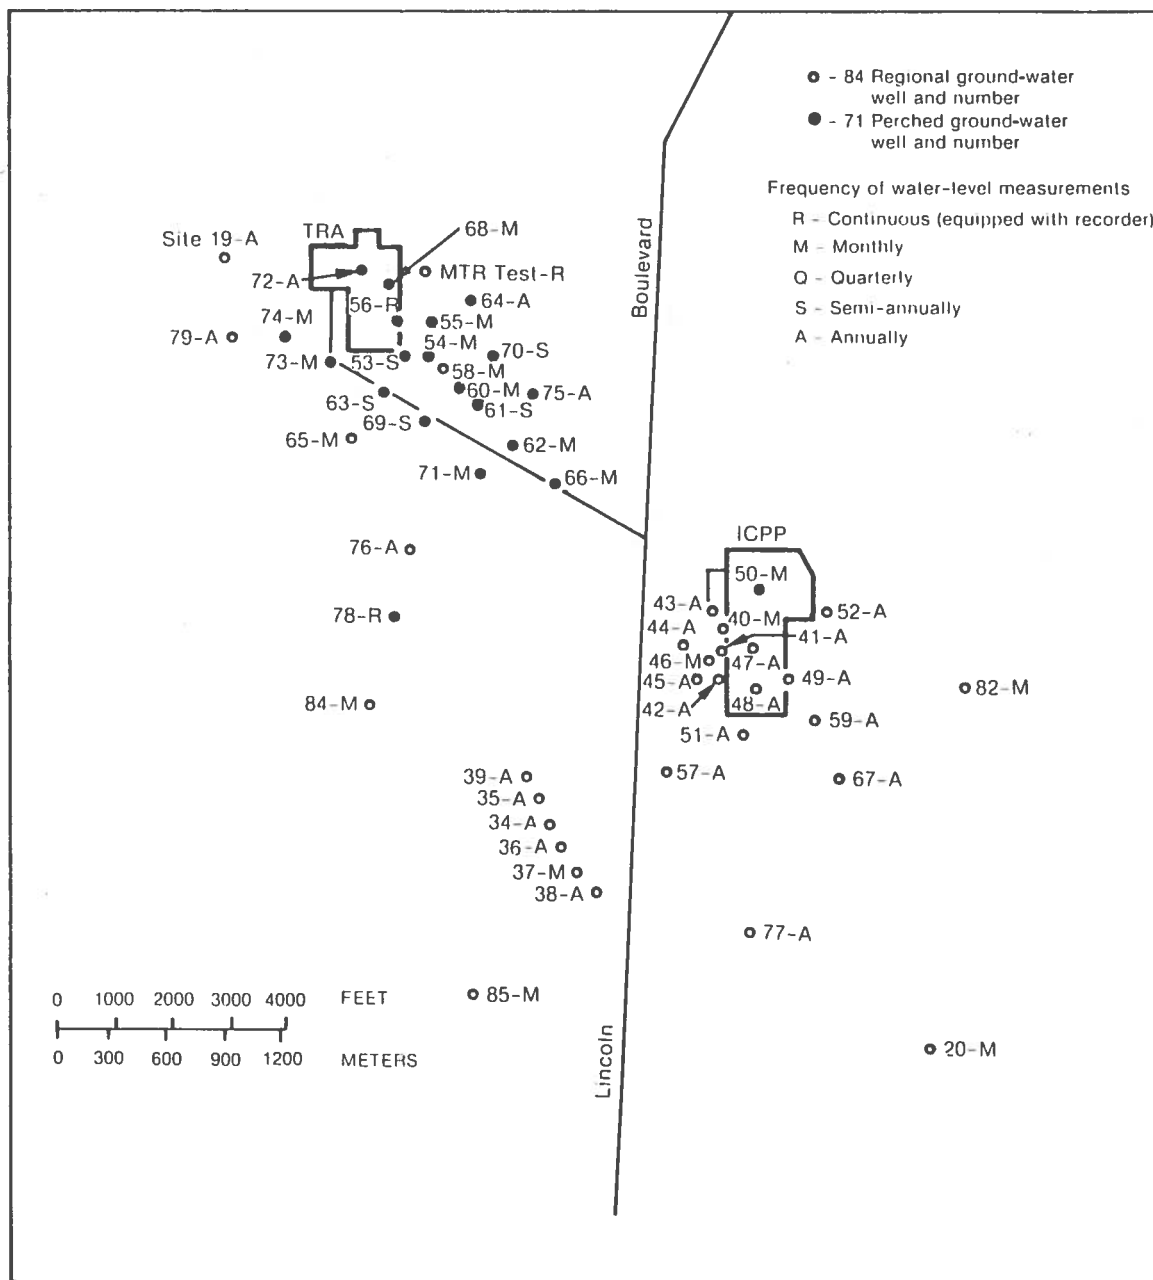 - 84 Regional ground-water
well and number
- 71 Perched ground-water
well and number
Frequency of water-level measurements
R - Continuous (equipped with recorder)
M - Monthly
Q - Quarterly
S - Semi-annually
A - Annually
Boulevard
TRA
68-M
Site 19-A
MTR Test-R
72-A
64-A
56-R
74-M
55-M
79-A
54-M
70-S
73-M
53-S
58-M
60-M
75-A
63-S
61-S
69-S
65-M
62-M
71-M
66-M
ICPP
76-A
50-M
43-A
52-A
78-R
40-M
44-A
41-A
46-M
47-A
45-A
49-A
82-M
42-A
48-A
84-M
59-A
51-A
39-A
57-A
67-A
35-A
34-A
36-A
37-M
38-A
77-A
85-M
0 1000 2000 3000 4000 FEET
0 300 600 900 1200 METERS
20-M
Lincoln